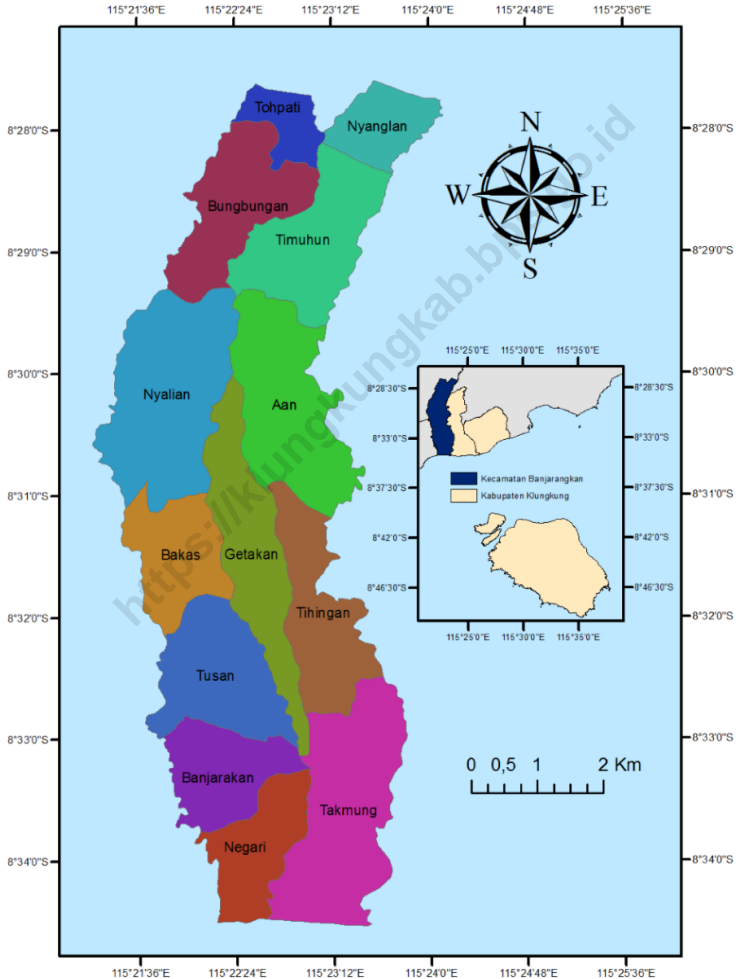 115°21'36"E 115°22'24"E 115°23'12"E 115°24'0"E 115°24'48"E 115°25'36"E
8°28'0"S
8°29'0"S
8°30'0"S
8°31'0"S
8°32'0"S
8°33'0"S
8°34'0"S
Tohpati
Nyanglan
Bungbungan
Timuhun
Nyalian
Aan
Bakas
Getakan
Tihingan
Tusan
Banjarakan
Takmung
Negari
N
W E
S
8°28'0"S
8°29'0"S
8°30'0"S
8°31'0"S
8°32'0"S
8°33'0"S
8°34'0"S
115°25'0"E 115°30'0"E 115°35'0"E
8°28'30"S 8°28'30"S
8°33'0"S 8°33'0"S
8°37'30"S 8°37'30"S
8°42'0"S 8°42'0"S
8°46'30"S 8°46'30"S
Kecamatan Banjarangkan
Kabupaten Klungkung
115°25'0"E 115°30'0"E 115°35'0"E
0 0,5 1 2 Km
115°21'36"E 115°22'24"E 115°23'12"E 115°24'0"E 115°24'48"E 115°25'36"E